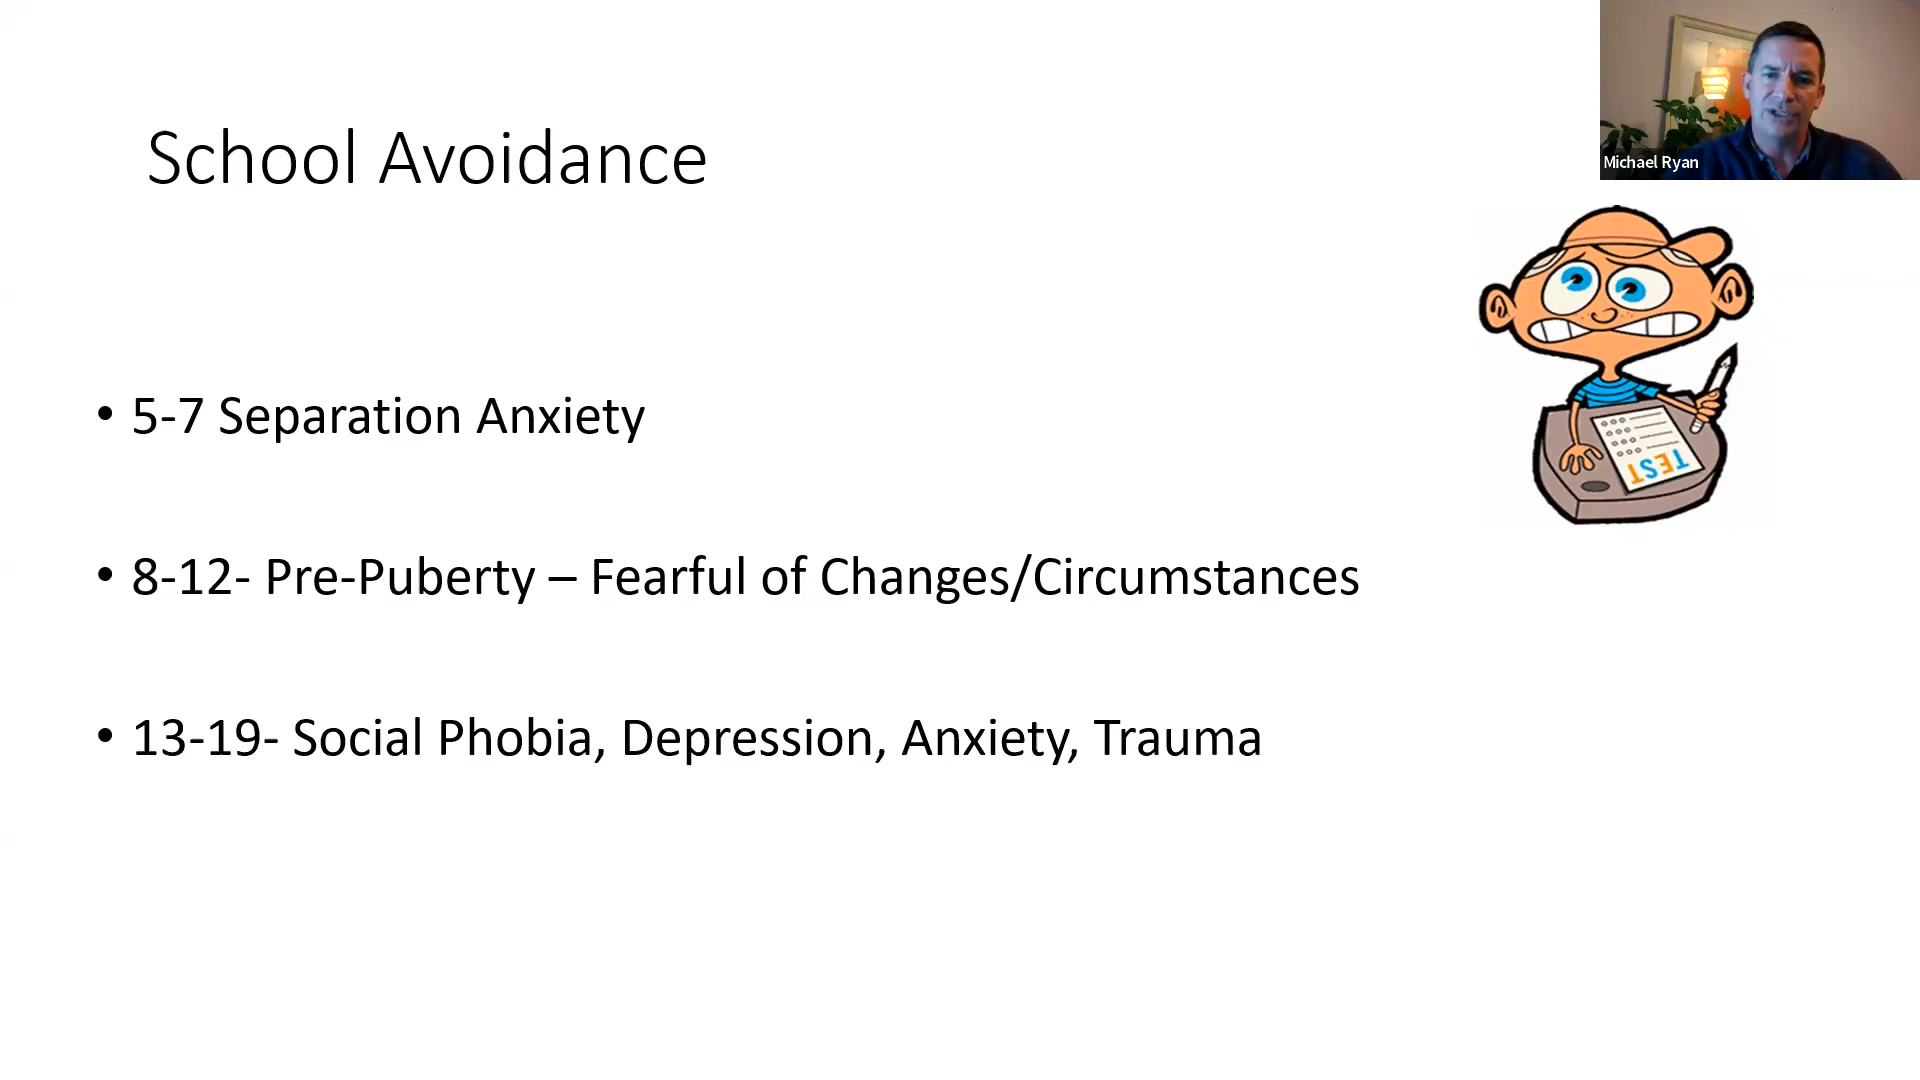 School Avoidance
Michael Ryan
TEST
• 5-7 Separation Anxiety
• 8-12- Pre-Puberty – Fearful of Changes/Circumstances
• 13-19- Social Phobia, Depression, Anxiety, Trauma